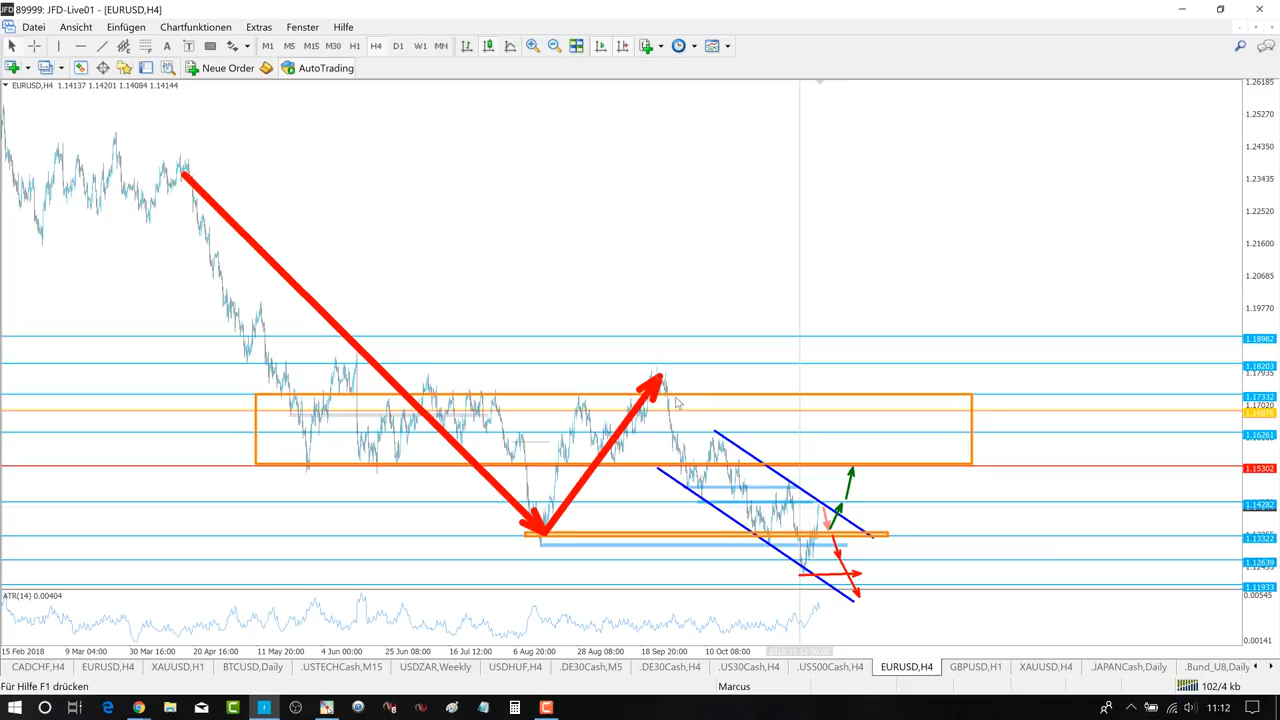 89999: JFD-Live01 - [EURUSD,H4]
Datei Ansicht Einfügen Chartfunktionen Extras Fenster Hilfe
M1 M5 M15 M30 H1 H4 D1 W1 MN
New Order AutoTrading
EURUSD,H4 1.14137 1.14201 1.14084 1.14144
1.26185
1.25270
1.24350
1.23435
1.22520
1.21600
1.20685
1.19770
1.18982
1.18203
1.17935
1.17332
1.17020
1.16676
1.16261
1.15302
1.14282
1.13322
1.12639
1.11933
ATR(14) 0.00404
0.00545
0.00141
15 Feb 2018 9 Mar 04:00 30 Mar 16:00 20 Apr 16:00 11 May 20:00 4 Jun 00:00 25 Jun 08:00 16 Jul 12:00 6 Aug 20:00 28 Aug 08:00 18 Sep 20:00 10 Oct 08:00 2018.11.12 00:00
CADCHF,H4 EURUSD,H4 XAUUSD,H1 BTCUSD,Daily .USTECHCash,M15 USDZAR,Weekly USDHUF,H4 .DE30Cash,M5 .DE30Cash,H4 .US30Cash,H4 .US500Cash,H4 EURUSD,H4 GBPUSD,H1 XAUUSD,H4 .JAPANCash,Daily .Bund_U8,Daily
Für Hilfe F1 drücken Marcus 102/4 kb
11:12